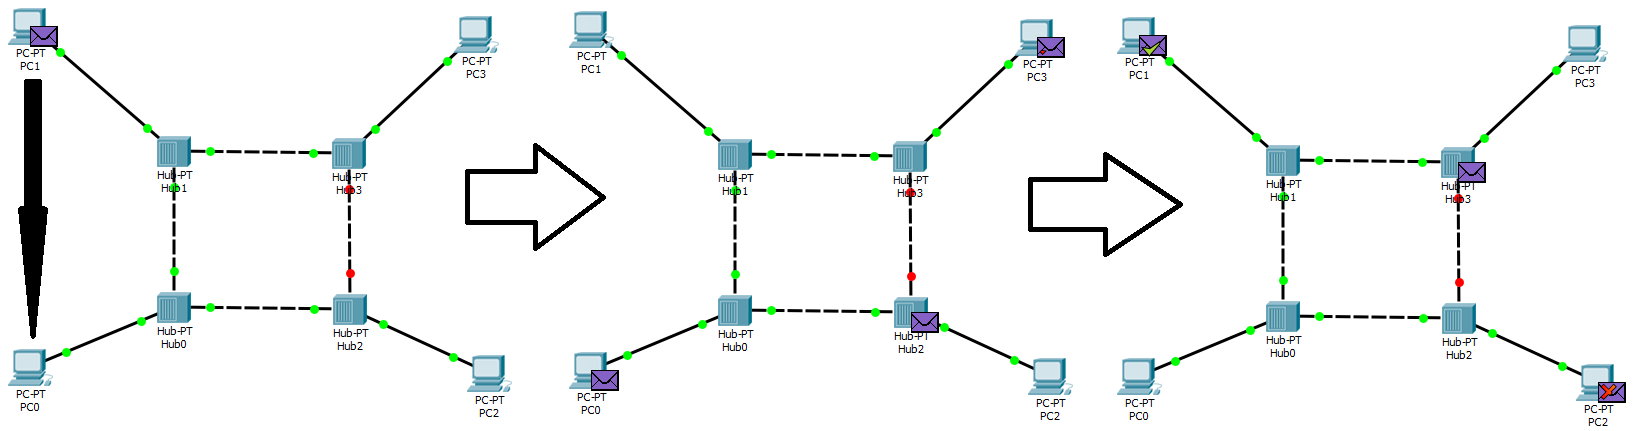 PC-PT
PC1
PC-PT
PC3
Hub-PT
Hub1
Hub-PT
Hub3
Hub-PT
Hub0
Hub-PT
Hub2
PC-PT
PC0
PC-PT
PC2
PC-PT
PC1
PC-PT
PC3
Hub-PT
Hub1
Hub-PT
Hub3
Hub-PT
Hub0
Hub-PT
Hub2
PC-PT
PC0
PC-PT
PC2
PC-PT
PC1
PC-PT
PC3
Hub-PT
Hub1
Hub-PT
Hub3
Hub-PT
Hub0
Hub-PT
Hub2
PC-PT
PC0
PC-PT
PC2